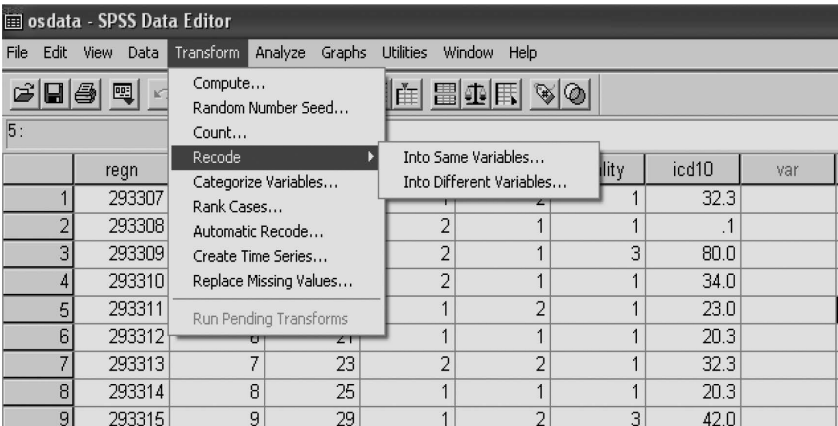 osdata - SPSS Data Editor
File Edit View Data Transform Analyze Graphs Utilities Window Help
Compute...
Random Number Seed...
Count...
Recode
Categorize Variables...
Rank Cases...
Automatic Recode...
Create Time Series...
Replace Missing Values...
Run Pending Transforms
Into Same Variables...
Into Different Variables...
5:
regn lity icd10 var
1 293307 1 2 1 32.3
2 293308 2 1 1 .1
3 293309 2 1 3 80.0
4 293310 2 1 1 34.0
5 293311 1 2 1 23.0
6 293312 6 21 1 1 1 20.3
7 293313 7 23 2 2 1 32.3
8 293314 8 25 1 1 1 20.3
9 293315 9 29 1 2 3 42.0